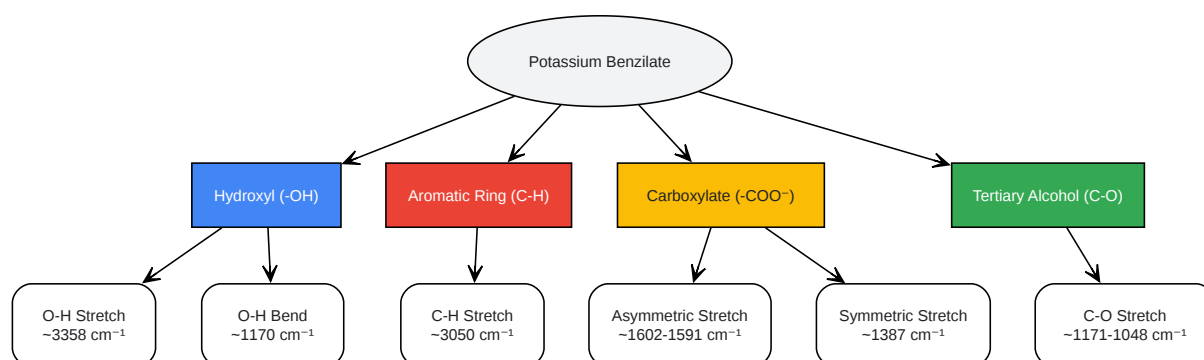 Potassium Benzilate
Hydroxyl (-OH)
Aromatic Ring (C-H)
Carboxylate (-COO⁻)
Tertiary Alcohol (C-O)
O-H Stretch
~3358 cm⁻¹
O-H Bend
~1170 cm⁻¹
C-H Stretch
~3050 cm⁻¹
Asymmetric Stretch
~1602-1591 cm⁻¹
Symmetric Stretch
~1387 cm⁻¹
C-O Stretch
~1171-1048 cm⁻¹